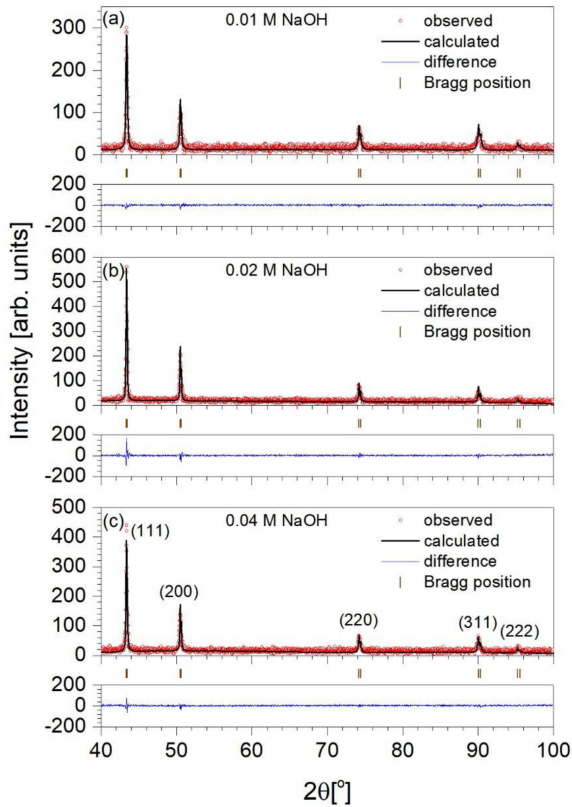 (a) 0.01 M NaOH
observed
calculated
difference
Bragg position
300
200
100
0
200
0
-200
(b) 0.02 M NaOH
observed
calculated
difference
Bragg position
600
500
400
300
200
100
0
200
0
-200
(c) 0.04 M NaOH
observed
calculated
difference
Bragg position
(111)
(200)
(220)
(311)
(222)
500
400
300
200
100
0
200
0
-200
40 50 60 70 80 90 100
2θ[°]
Intensity [arb. units]